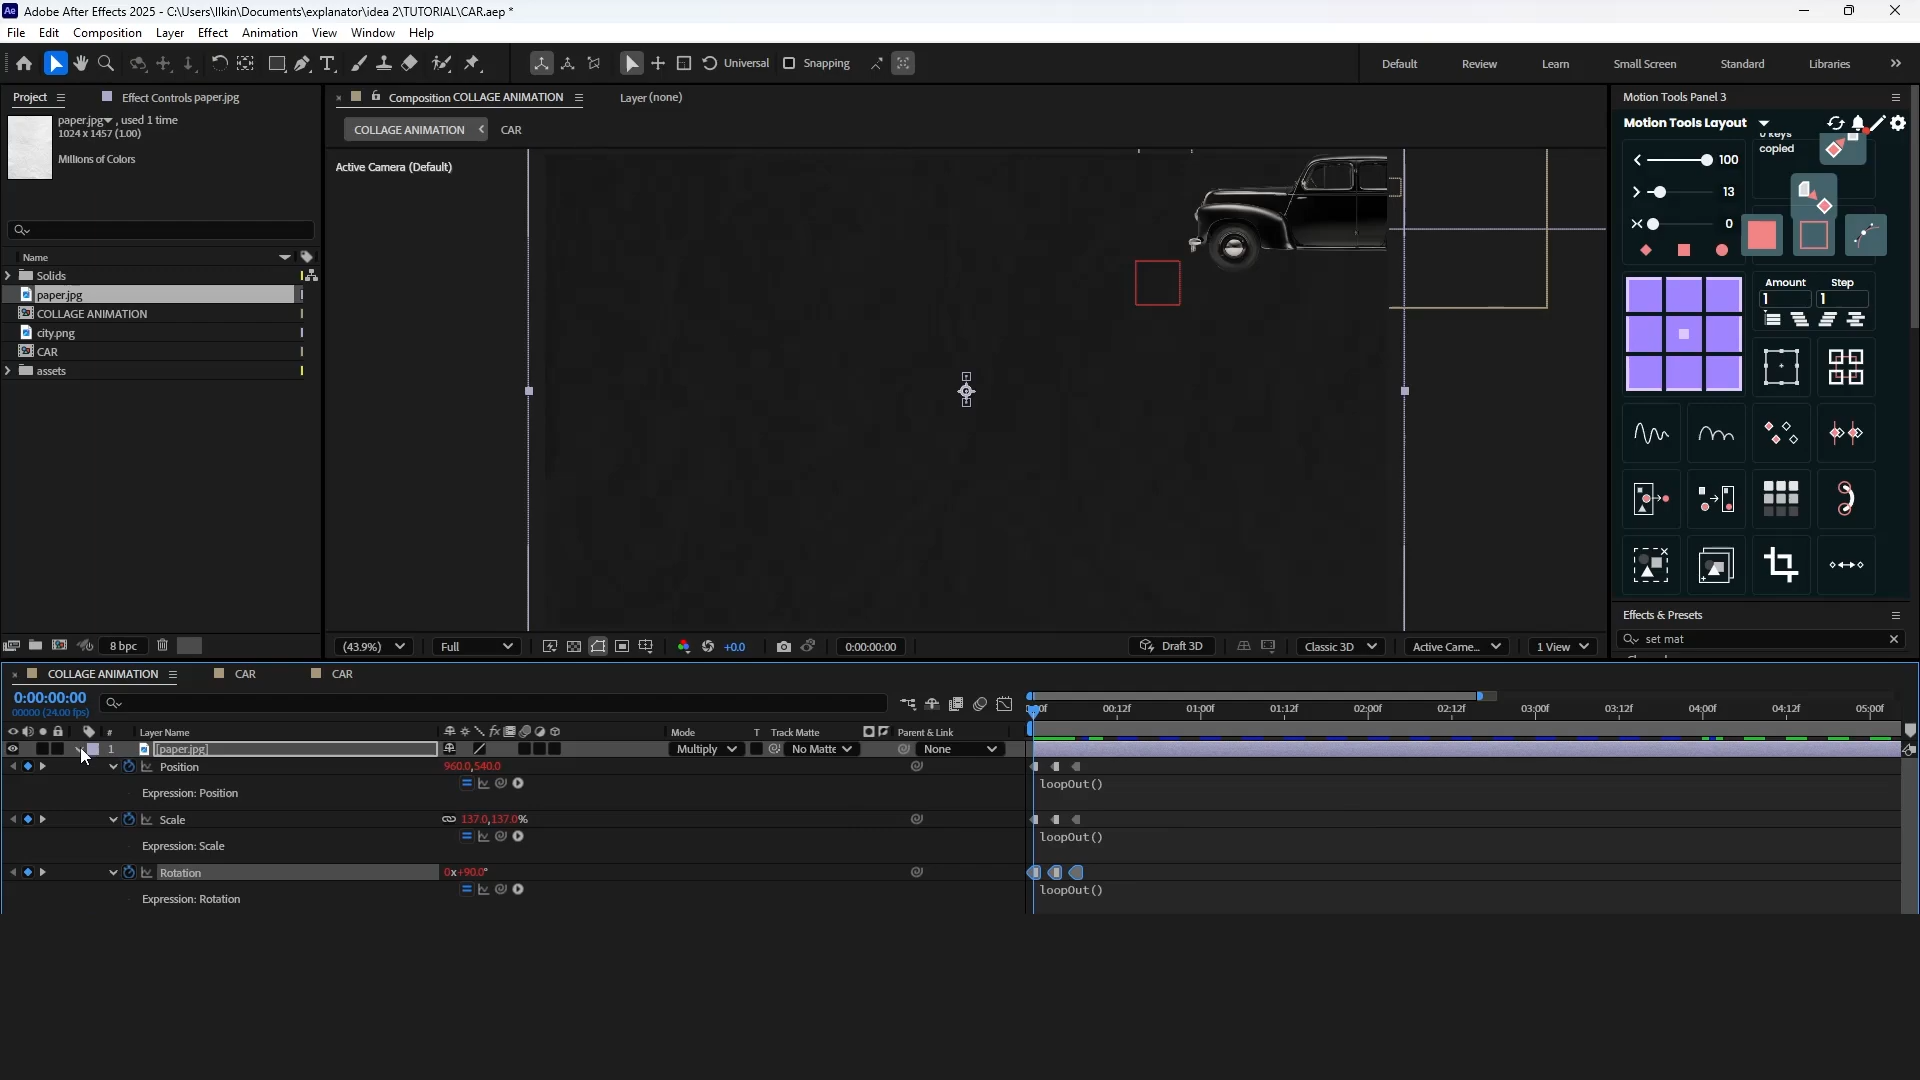 Adobe After Effects 2025 - C:\Users\Ilkin\Documents\explanator\idea 2\TUTORIAL\CAR.aep *
File Edit Composition Layer Effect Animation View Window Help
Universal Snapping Default Review Learn Small Screen Standard Libraries
Project Effect Controls paper.jpg
paper.jpg , used 1 time
1024 x 1457 (1.00)
Millions of Colors
Name
Solids
paper.jpg
COLLAGE ANIMATION
city.png
CAR
assets
8 bpc
Composition COLLAGE ANIMATION Layer (none)
COLLAGE ANIMATION CAR
Active Camera (Default)
(43.9%) Full +0.0 0:00:00:00 Draft 3D Classic 3D Active Came... 1 View
Motion Tools Panel 3
Motion Tools Layout
0 keys
copied
100
13
0
Amount Step
1 1
Effects & Presets
set mat
COLLAGE ANIMATION CAR CAR
0:00:00:00
00000 (24.00 fps)
00:12f 01:00f 01:12f 02:00f 02:12f 03:00f 03:12f 04:00f 04:12f 05:00f
# Layer Name Mode T Track Matte Parent & Link
1 [paper.jpg] Multiply No Matte None
Position 960.0,540.0
Expression: Position loopOut()
Scale 137.0,137.0%
Expression: Scale loopOut()
Rotation 0x+90.0°
Expression: Rotation loopOut()